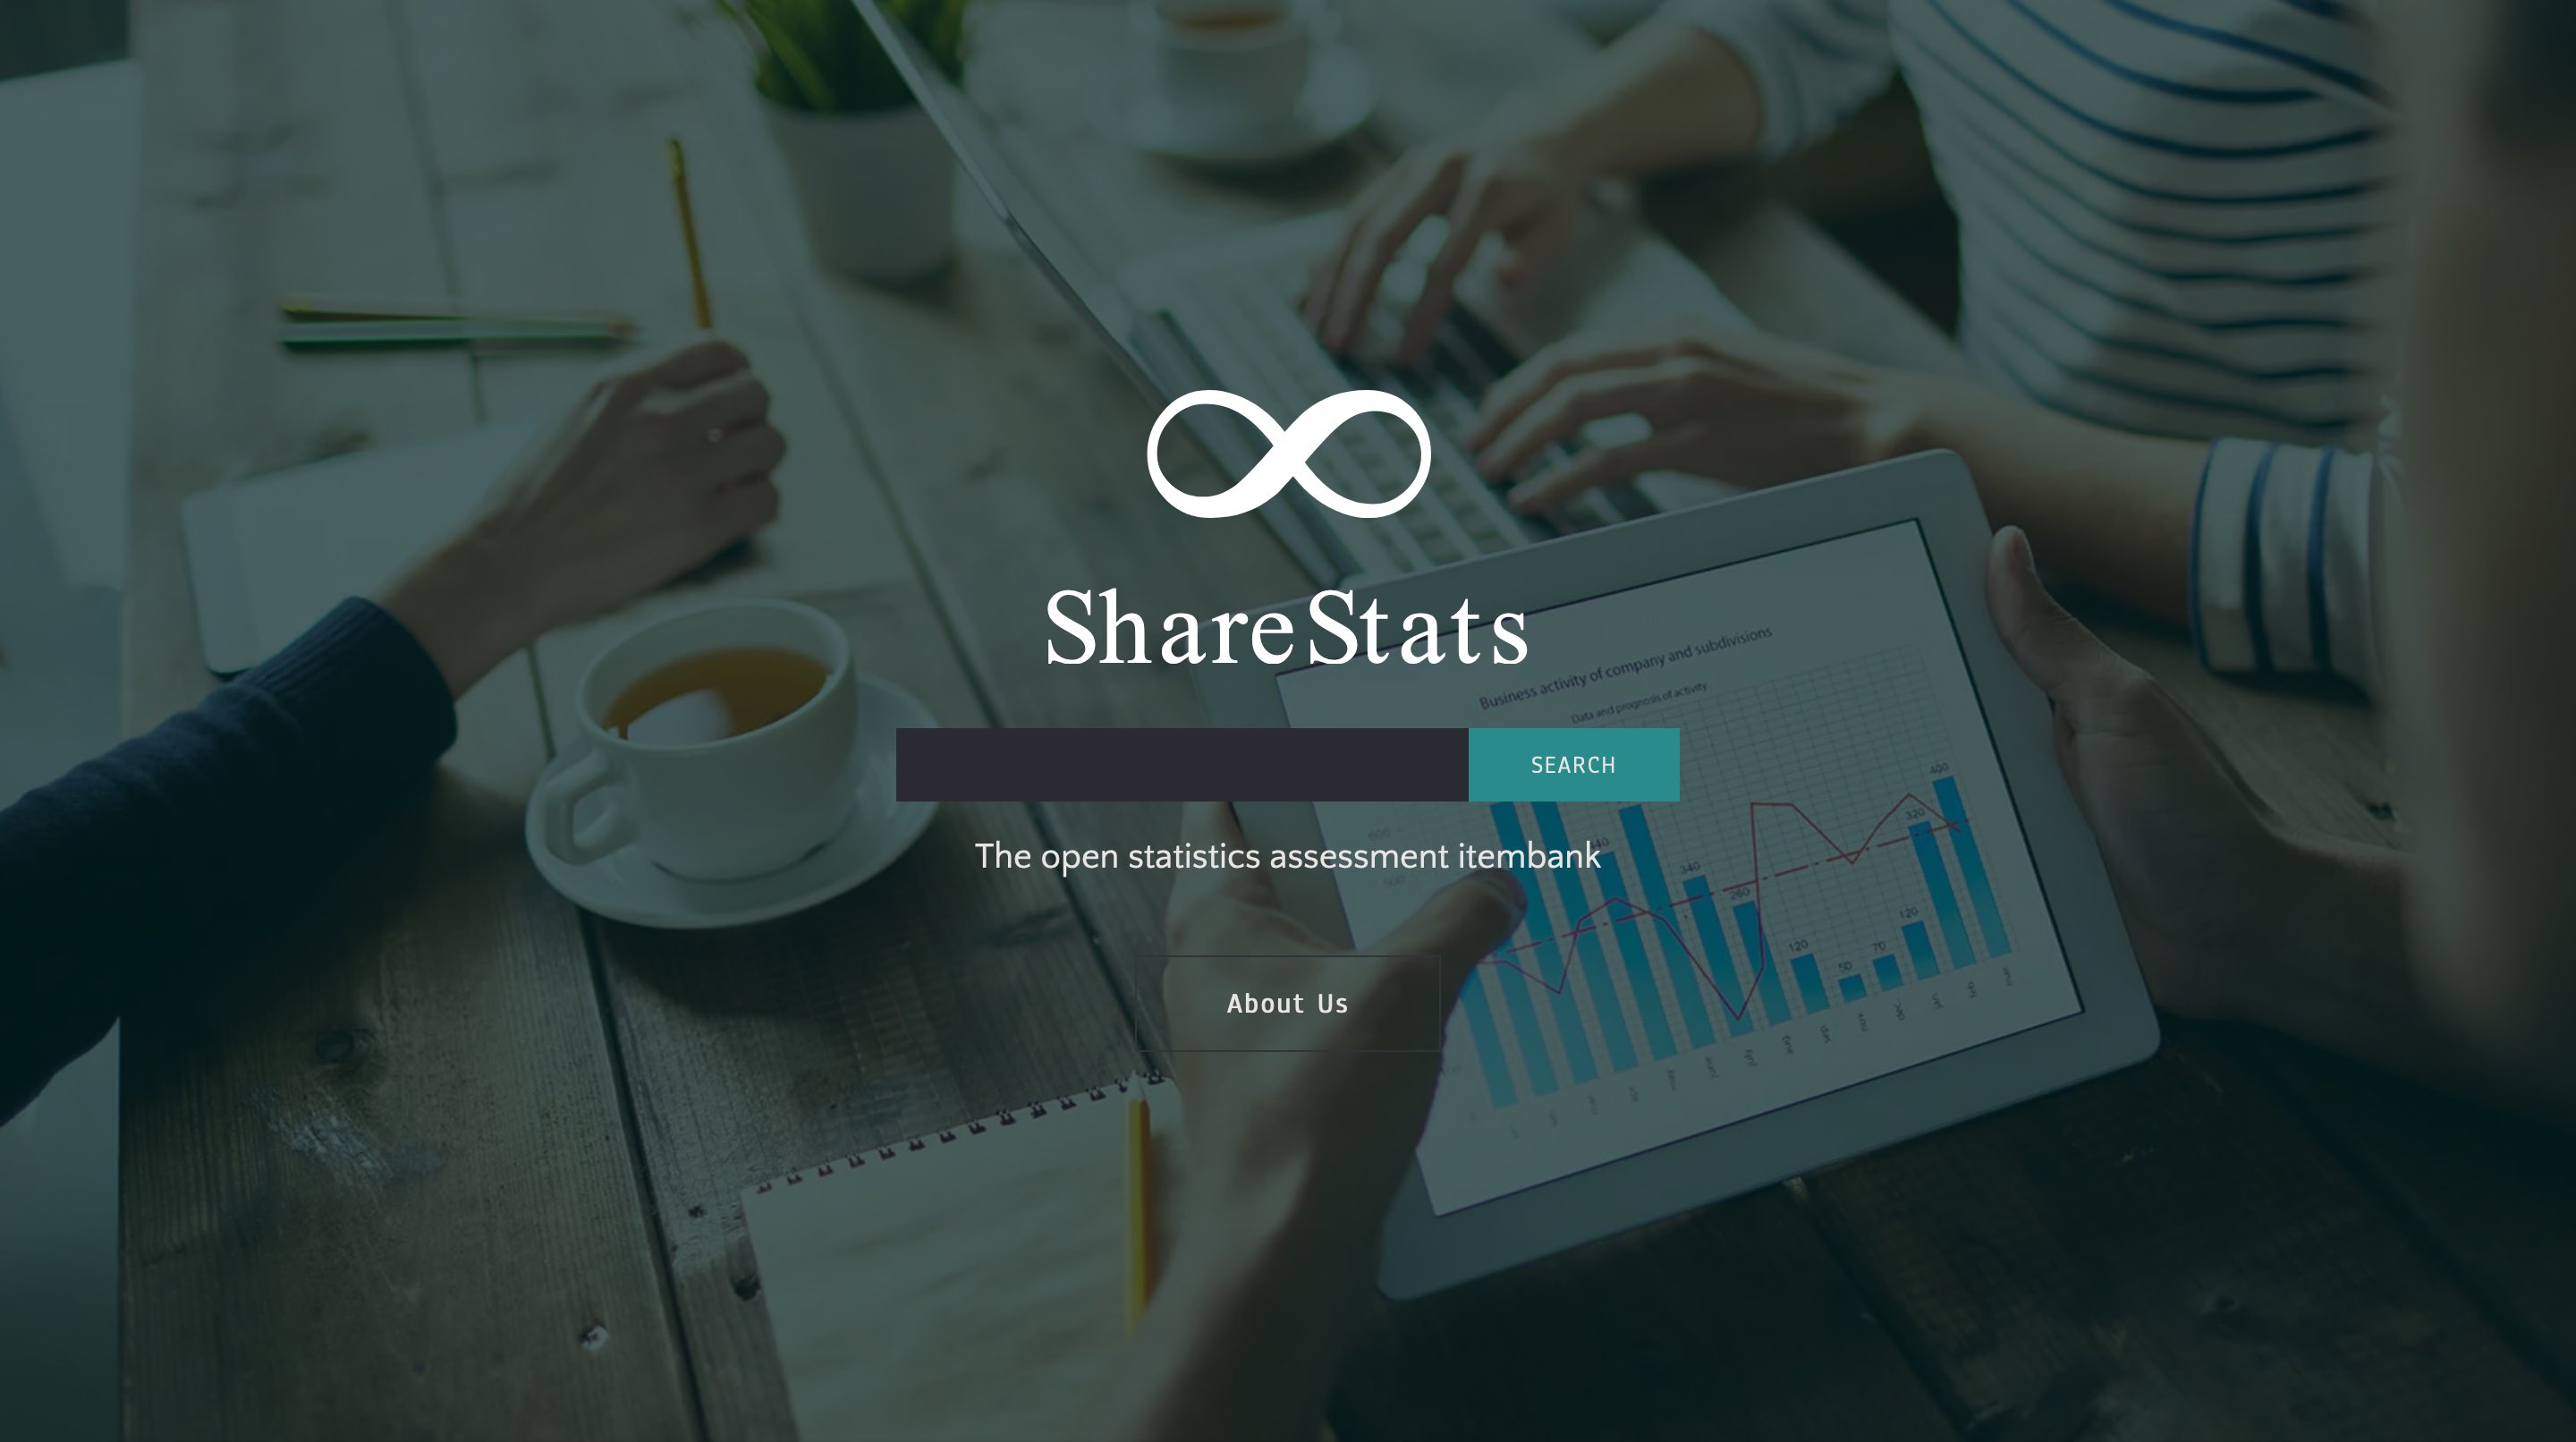 ShareStats
Business activity of company and subdivisions
Data and prognosis of activity
SEARCH
The open statistics assessment itembank
About Us
400
320
340
260
120
120
70
50